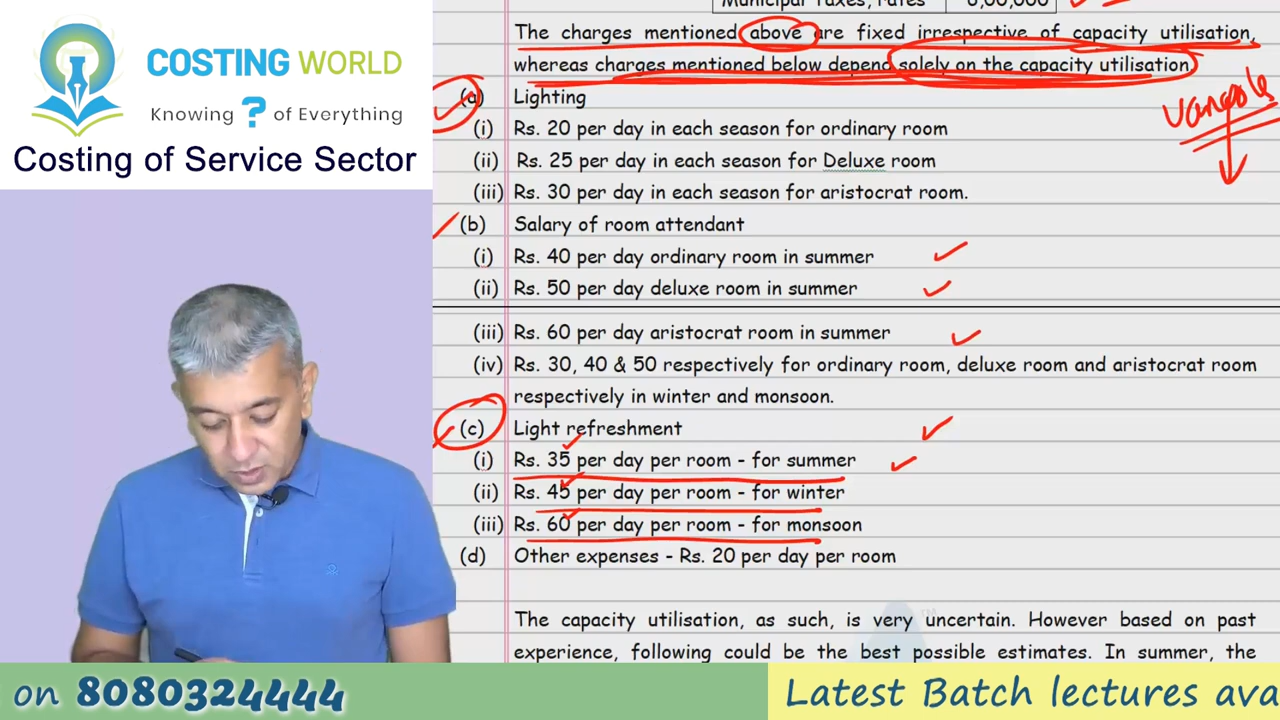 Municipal Taxes, rates 6,00,000
The charges mentioned above are fixed irrespective of capacity utilisation,
whereas charges mentioned below depend solely on the capacity utilisation
COSTING WORLD
Knowing ? of Everything
Costing of Service Sector
(a) Lighting
(i) Rs. 20 per day in each season for ordinary room
(ii) Rs. 25 per day in each season for Deluxe room
(iii) Rs. 30 per day in each season for aristocrat room.
(b) Salary of room attendant
(i) Rs. 40 per day ordinary room in summer
(ii) Rs. 50 per day deluxe room in summer
(iii) Rs. 60 per day aristocrat room in summer
(iv) Rs. 30, 40 & 50 respectively for ordinary room, deluxe room and aristocrat room
respectively in winter and monsoon.
(c) Light refreshment
(i) Rs. 35 per day per room - for summer
(ii) Rs. 45 per day per room - for winter
(iii) Rs. 60 per day per room - for monsoon
(d) Other expenses - Rs. 20 per day per room
The capacity utilisation, as such, is very uncertain. However based on past
experience, following could be the best possible estimates. In summer, the
on 8080324444
Latest Batch lectures ava